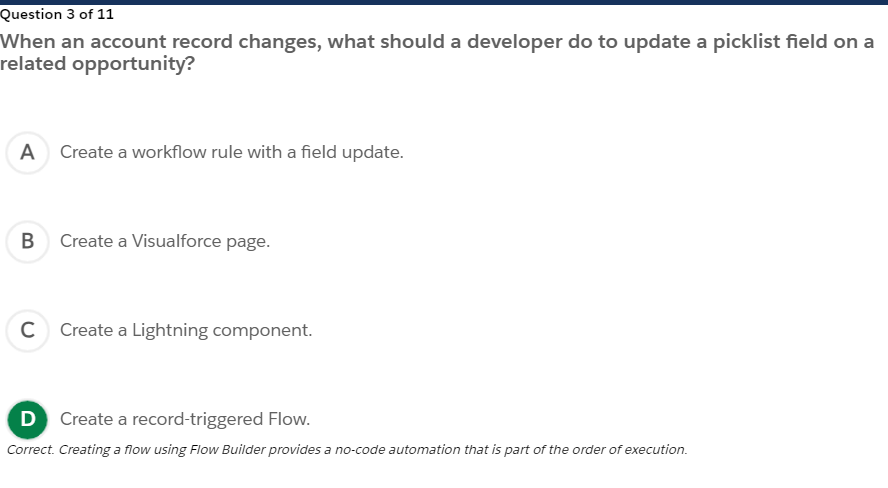 Question 3 of 11
When an account record changes, what should a developer do to update a picklist field on a
related opportunity?
A Create a workflow rule with a field update.
B Create a Visualforce page.
C Create a Lightning component.
D Create a record-triggered Flow.
Correct. Creating a flow using Flow Builder provides a no-code automation that is part of the order of execution.